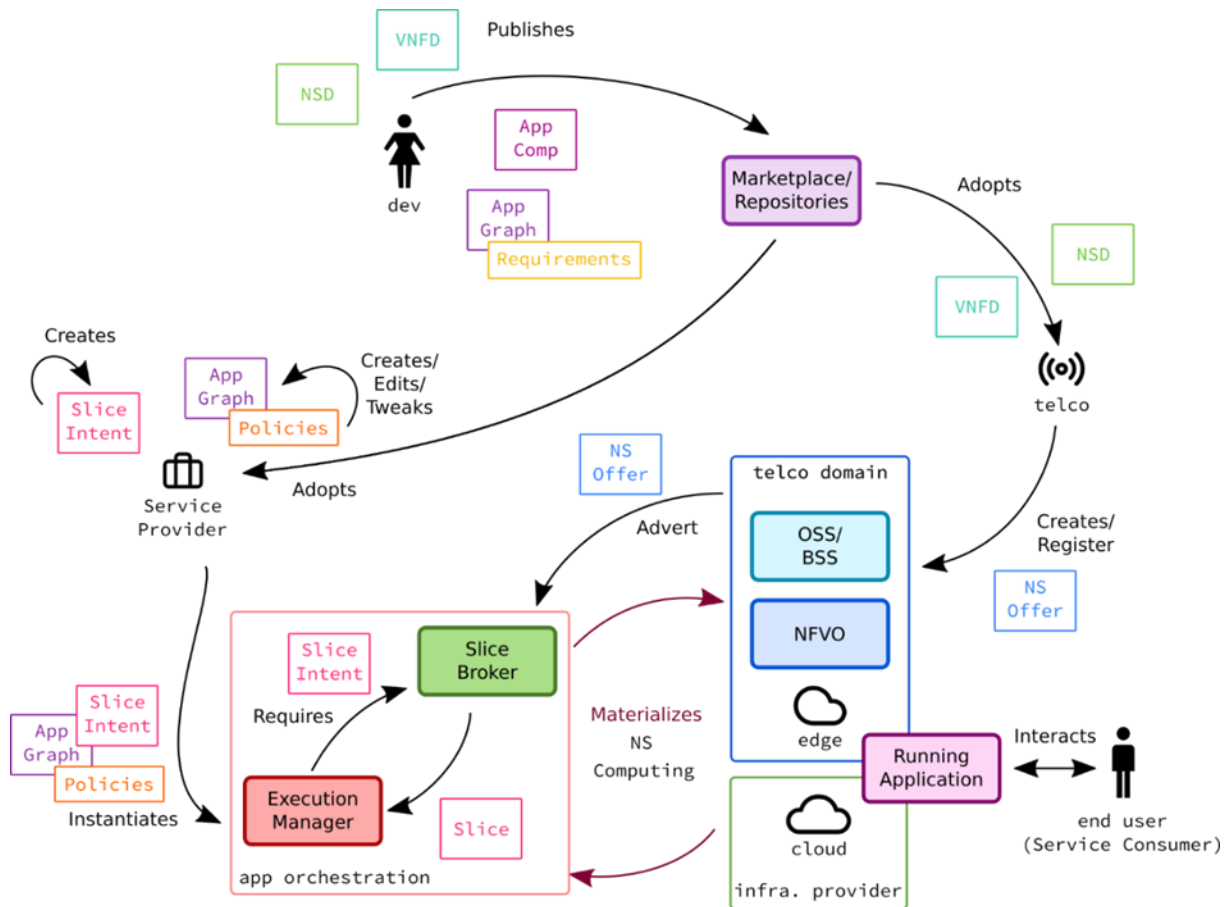 VNFD
Publishes
NSD
App
Comp
dev
App
Graph
Requirements
Marketplace/
Repositories
Adopts
NSD
VNFD
telco
Creates
Slice
Intent
App
Graph
Policies
Creates/
Edits/
Tweaks
Service
Provider
Adopts
NS
Offer
Advert
telco domain
OSS/
BSS
NFVO
edge
Creates/
Register
NS
Offer
Slice
Intent
Slice
Broker
Requires
Execution
Manager
Slice
app orchestration
Slice
Intent
App
Graph
Policies
Instantiates
Materializes
NS
Computing
Running
Application
Interacts
end user
(Service Consumer)
cloud
infra. provider